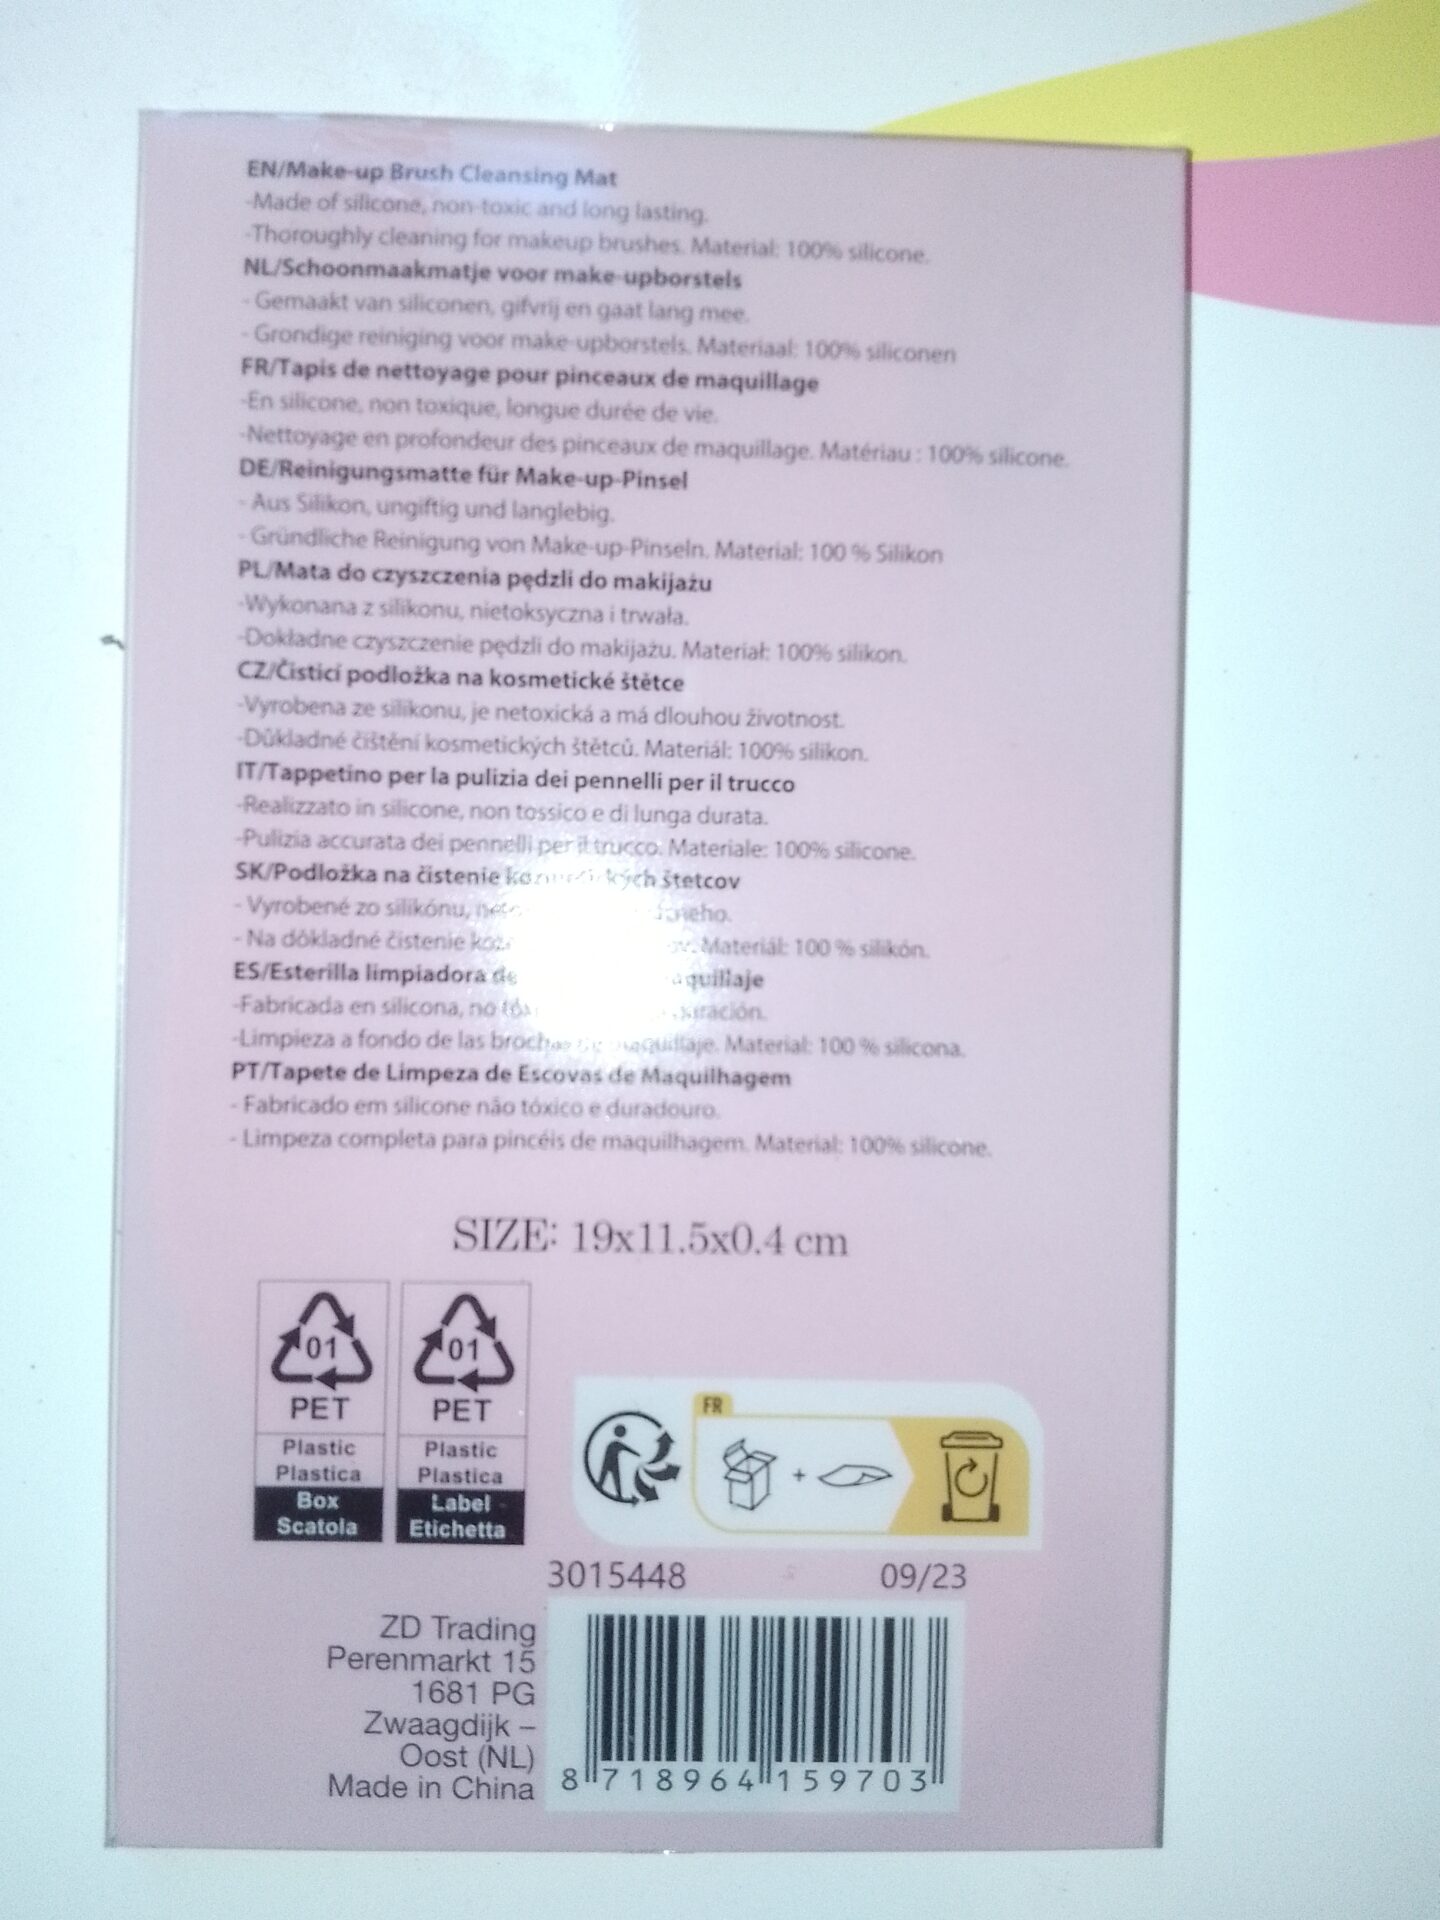 EN/Make-up Brush Cleansing Mat
-Made of silicone, non-toxic and long lasting.
-Thoroughly cleaning for makeup brushes. Material: 100% silicone.
NL/Schoonmaakmatje voor make-upborstels
- Gemaakt van siliconen, gifvrij en gaat lang mee.
- Grondige reiniging voor make-upborstels. Materiaal: 100% siliconen
FR/Tapis de nettoyage pour pinceaux de maquillage
-En silicone, non toxique, longue durée de vie.
-Nettoyage en profondeur des pinceaux de maquillage. Matériau : 100% silicone.
DE/Reinigungsmatte für Make-up-Pinsel
- Aus Silikon, ungiftig und langlebig.
- Gründliche Reinigung von Make-up-Pinseln. Material: 100 % Silikon
PL/Mata do czyszczenia pędzli do makijażu
-Wykonana z silikonu, nietoksyczna i trwała.
-Dokładne czyszczenie pędzli do makijażu. Materiał: 100% silikon.
CZ/Čisticí podložka na kosmetické štětce
-Vyrobena ze silikonu, je netoxická a má dlouhou životnost.
-Důkladné čištění kosmetických štětců. Materiál: 100% silikon.
IT/Tappetino per la pulizia dei pennelli per il trucco
-Realizzato in silicone, non tossico e di lunga durata.
-Pulizia accurata dei pennelli per il trucco. Materiale: 100% silicone.
SK/Podložka na čistenie kozmetických štetcov
- Vyrobené zo silikónu,
- Na dôkladné čistenie Materiál: 100 % silikón.
ES/Esterilla limpiadora de maquillaje
-Fabricada en silicona, no
-Limpieza a fondo de las brochas de maquillaje. Material: 100 % silicona.
PT/Tapete de Limpeza de Escovas de Maquilhagem
- Fabricado em silicone não tóxico e duradouro.
- Limpeza completa para pincéis de maquilhagem. Material: 100% silicone.
SIZE: 19x11.5x0.4 cm
01 01
PET PET
Plastic Plastic
Plastica Plastica
Box Label
Scatola Etichetta
FR
+
3015448 09/23
ZD Trading
Perenmarkt 15
1681 PG
Zwaagdijk –
Oost (NL)
Made in China
8 718964 159703